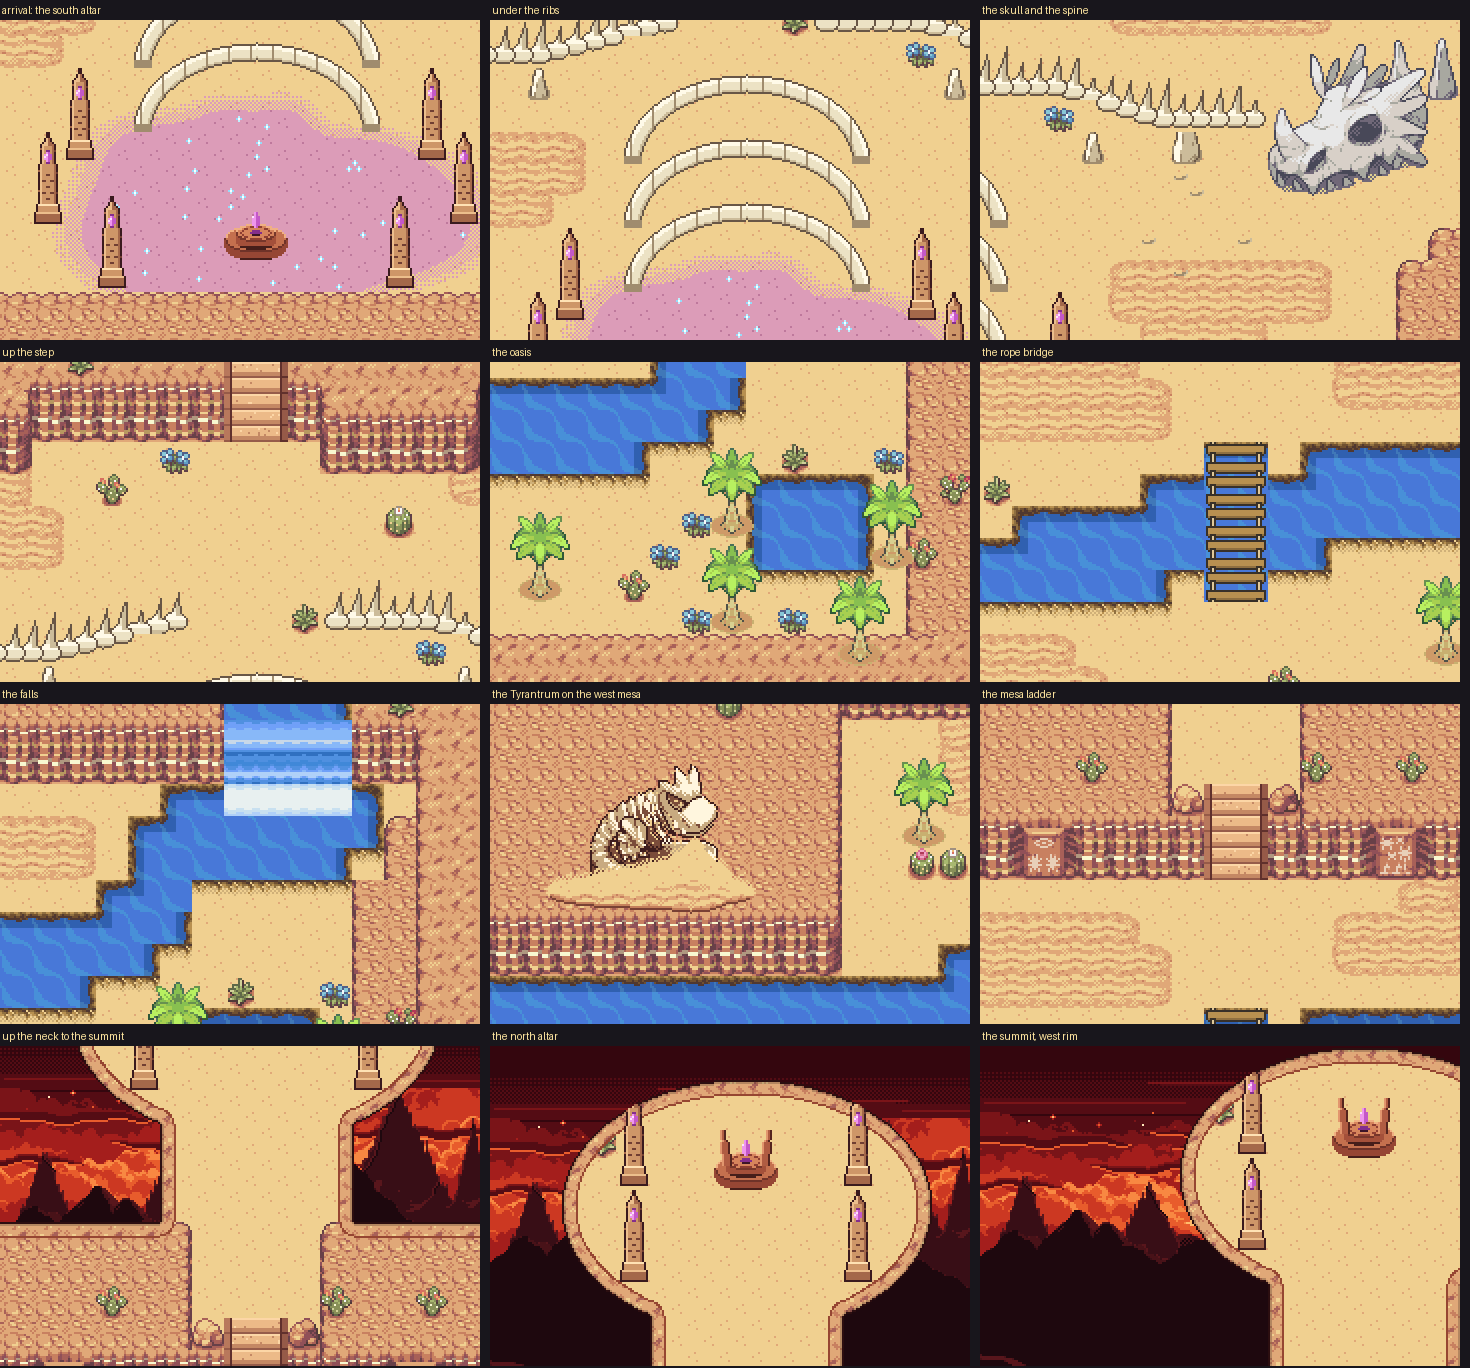 arrival: the south altar
under the ribs
the skull and the spine
up the step
the oasis
the rope bridge
the falls
the Tyrantrum on the west mesa
the mesa ladder
up the neck to the summit
the north altar
the summit, west rim